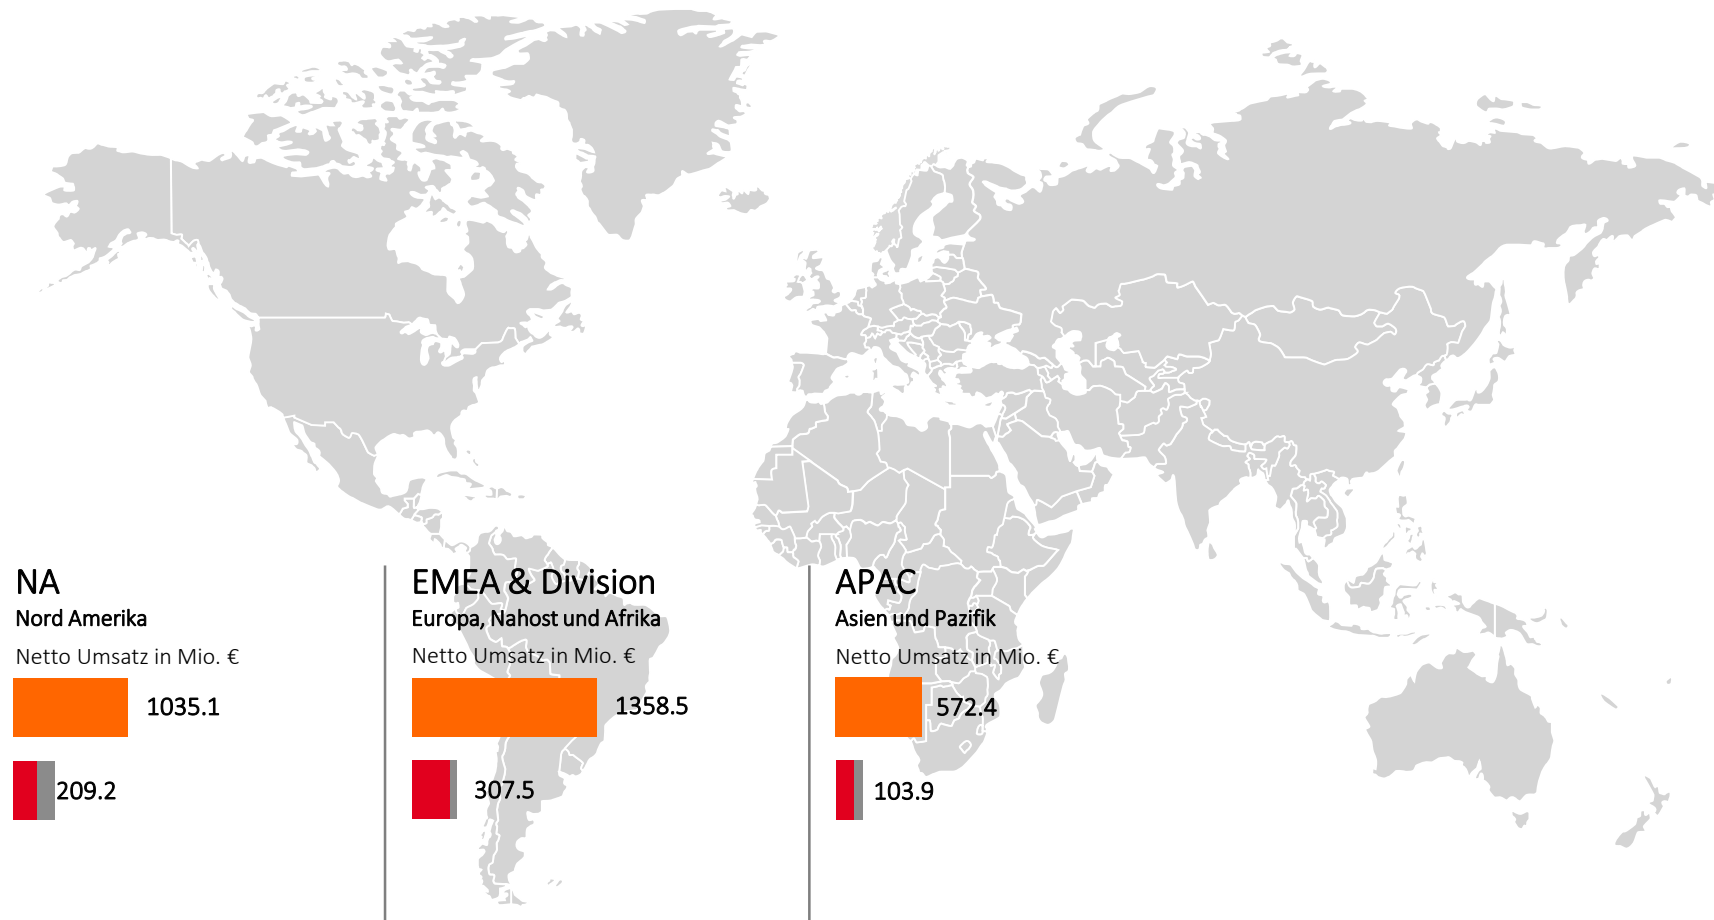 NA
Nord Amerika
Netto Umsatz in Mio. €
1035.1
209.2
EMEA & Division
Europa, Nahost und Afrika
Netto Umsatz in Mio. €
1358.5
307.5
APAC
Asien und Pazifik
Netto Umsatz in Mio. €
572.4
103.9